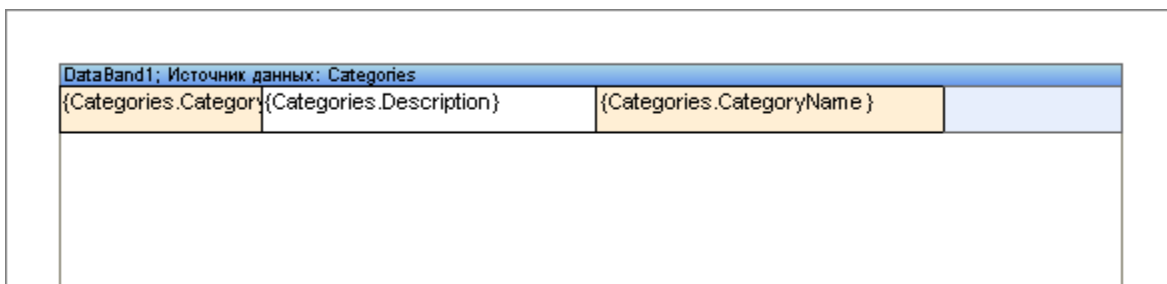 DataBand1; Источник данных: Categories
{Categories.Category {Categories.Description} {Categories.CategoryName}